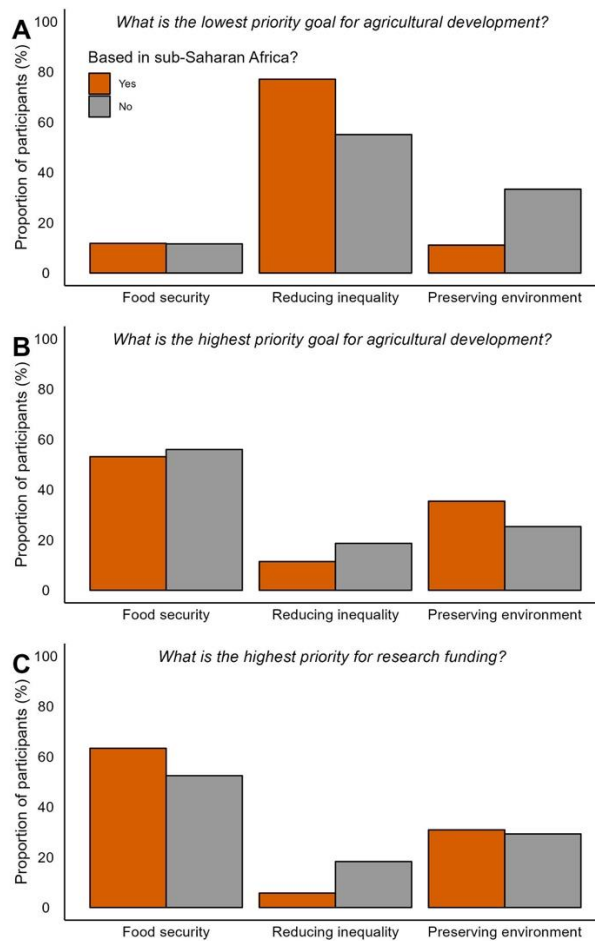 A
What is the lowest priority goal for agricultural development?
Based in sub-Saharan Africa?
Yes
No
Proportion of participants (%)
100
80
60
40
20
0
Food security Reducing inequality Preserving environment
B
What is the highest priority goal for agricultural development?
Proportion of participants (%)
100
80
60
40
20
0
Food security Reducing inequality Preserving environment
C
What is the highest priority for research funding?
Proportion of participants (%)
100
80
60
40
20
0
Food security Reducing inequality Preserving environment